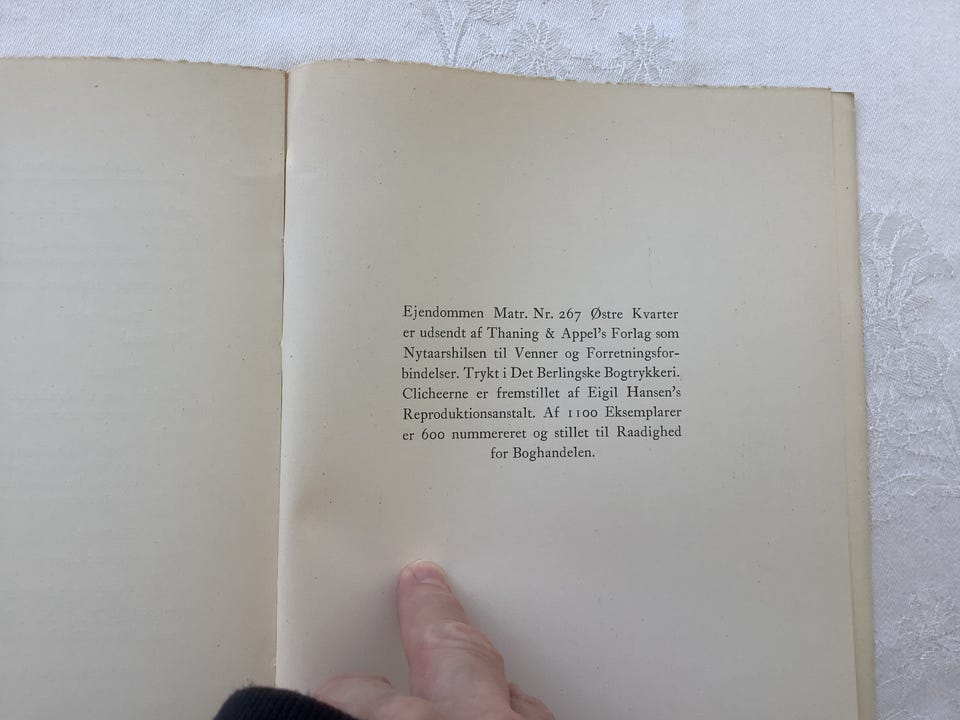 Ejendommen Matr. Nr. 267 Østre Kvarter
er udsendt af Thaning & Appel's Forlag som
Nytaarshilsen til Venner og Forretningsfor-
bindelser. Trykt i Det Berlingske Bogtrykkeri.
Clicheerne er fremstillet af Eigil Hansen's
Reproduktionsanstalt. Af 1100 Eksemplarer
er 600 nummereret og stillet til Raadighed
for Boghandelen.